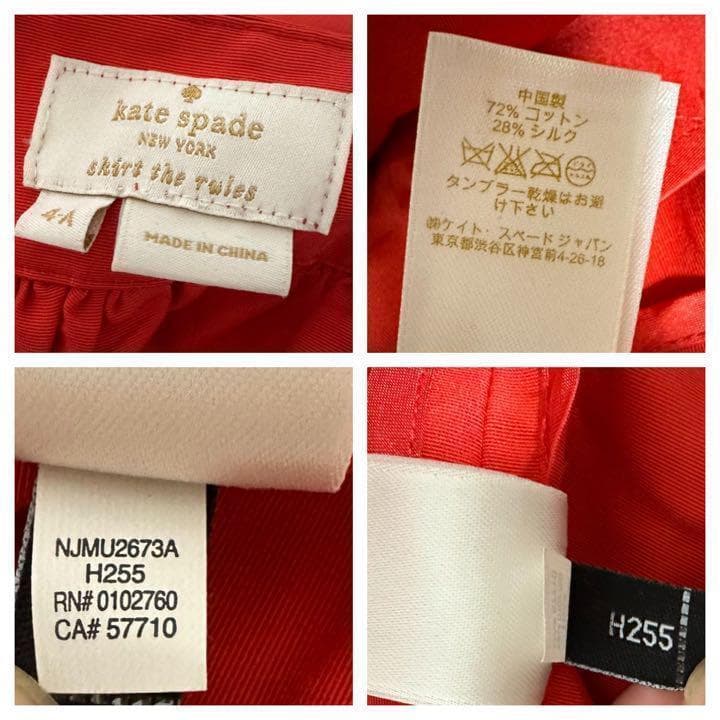 kate spade
NEW YORK
skirt the rules
4-A
MADE IN CHINA
中国製
72% コットン
28% シルク
タンブラー乾燥はお避
け下さい
㈱ケイト・スペードジャパン
東京都渋谷区神宮前4-26-18
NJMU2673A
H255
RN# 0102760
CA# 57710
H255